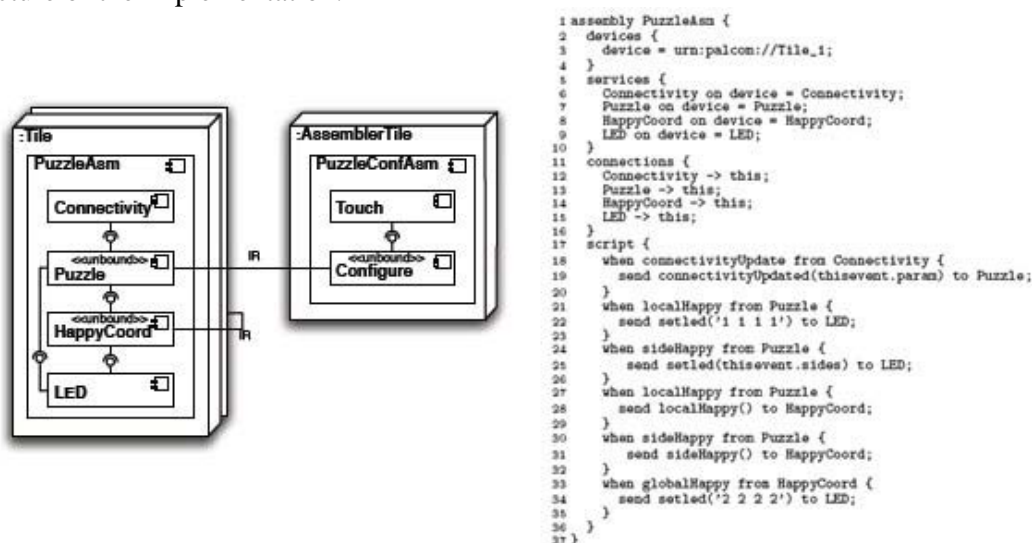 :Tile
PuzzleAsm
Connectivity
<<unbound>>
Puzzle
<<unbound>>
HappyCoord
LED
IR
IR
:AssemblerTile
PuzzleConfAsm
Touch
<<unbound>>
Configure
1 assembly PuzzleAsm {
2 devices {
3 device = urn:palcom://Tile_1;
4 }
5 services {
6 Connectivity on device = Connectivity;
7 Puzzle on device = Puzzle;
8 HappyCoord on device = HappyCoord;
9 LED on device = LED;
10 }
11 connections {
12 Connectivity -> this;
13 Puzzle -> this;
14 HappyCoord -> this;
15 LED -> this;
16 }
17 script {
18 when connectivityUpdate from Connectivity {
19 send connectivityUpdated(thisevent.param) to Puzzle;
20 }
21 when localHappy from Puzzle {
22 send setled('1 1 1 1') to LED;
23 }
24 when sideHappy from Puzzle {
25 send setled(thisevent.sides) to LED;
26 }
27 when localHappy from Puzzle {
28 send localHappy() to HappyCoord;
29 }
30 when sideHappy from Puzzle {
31 send sideHappy() to HappyCoord;
32 }
33 when globalHappy from HappyCoord {
34 send setled('2 2 2 2') to LED;
35 }
36 }
37 }